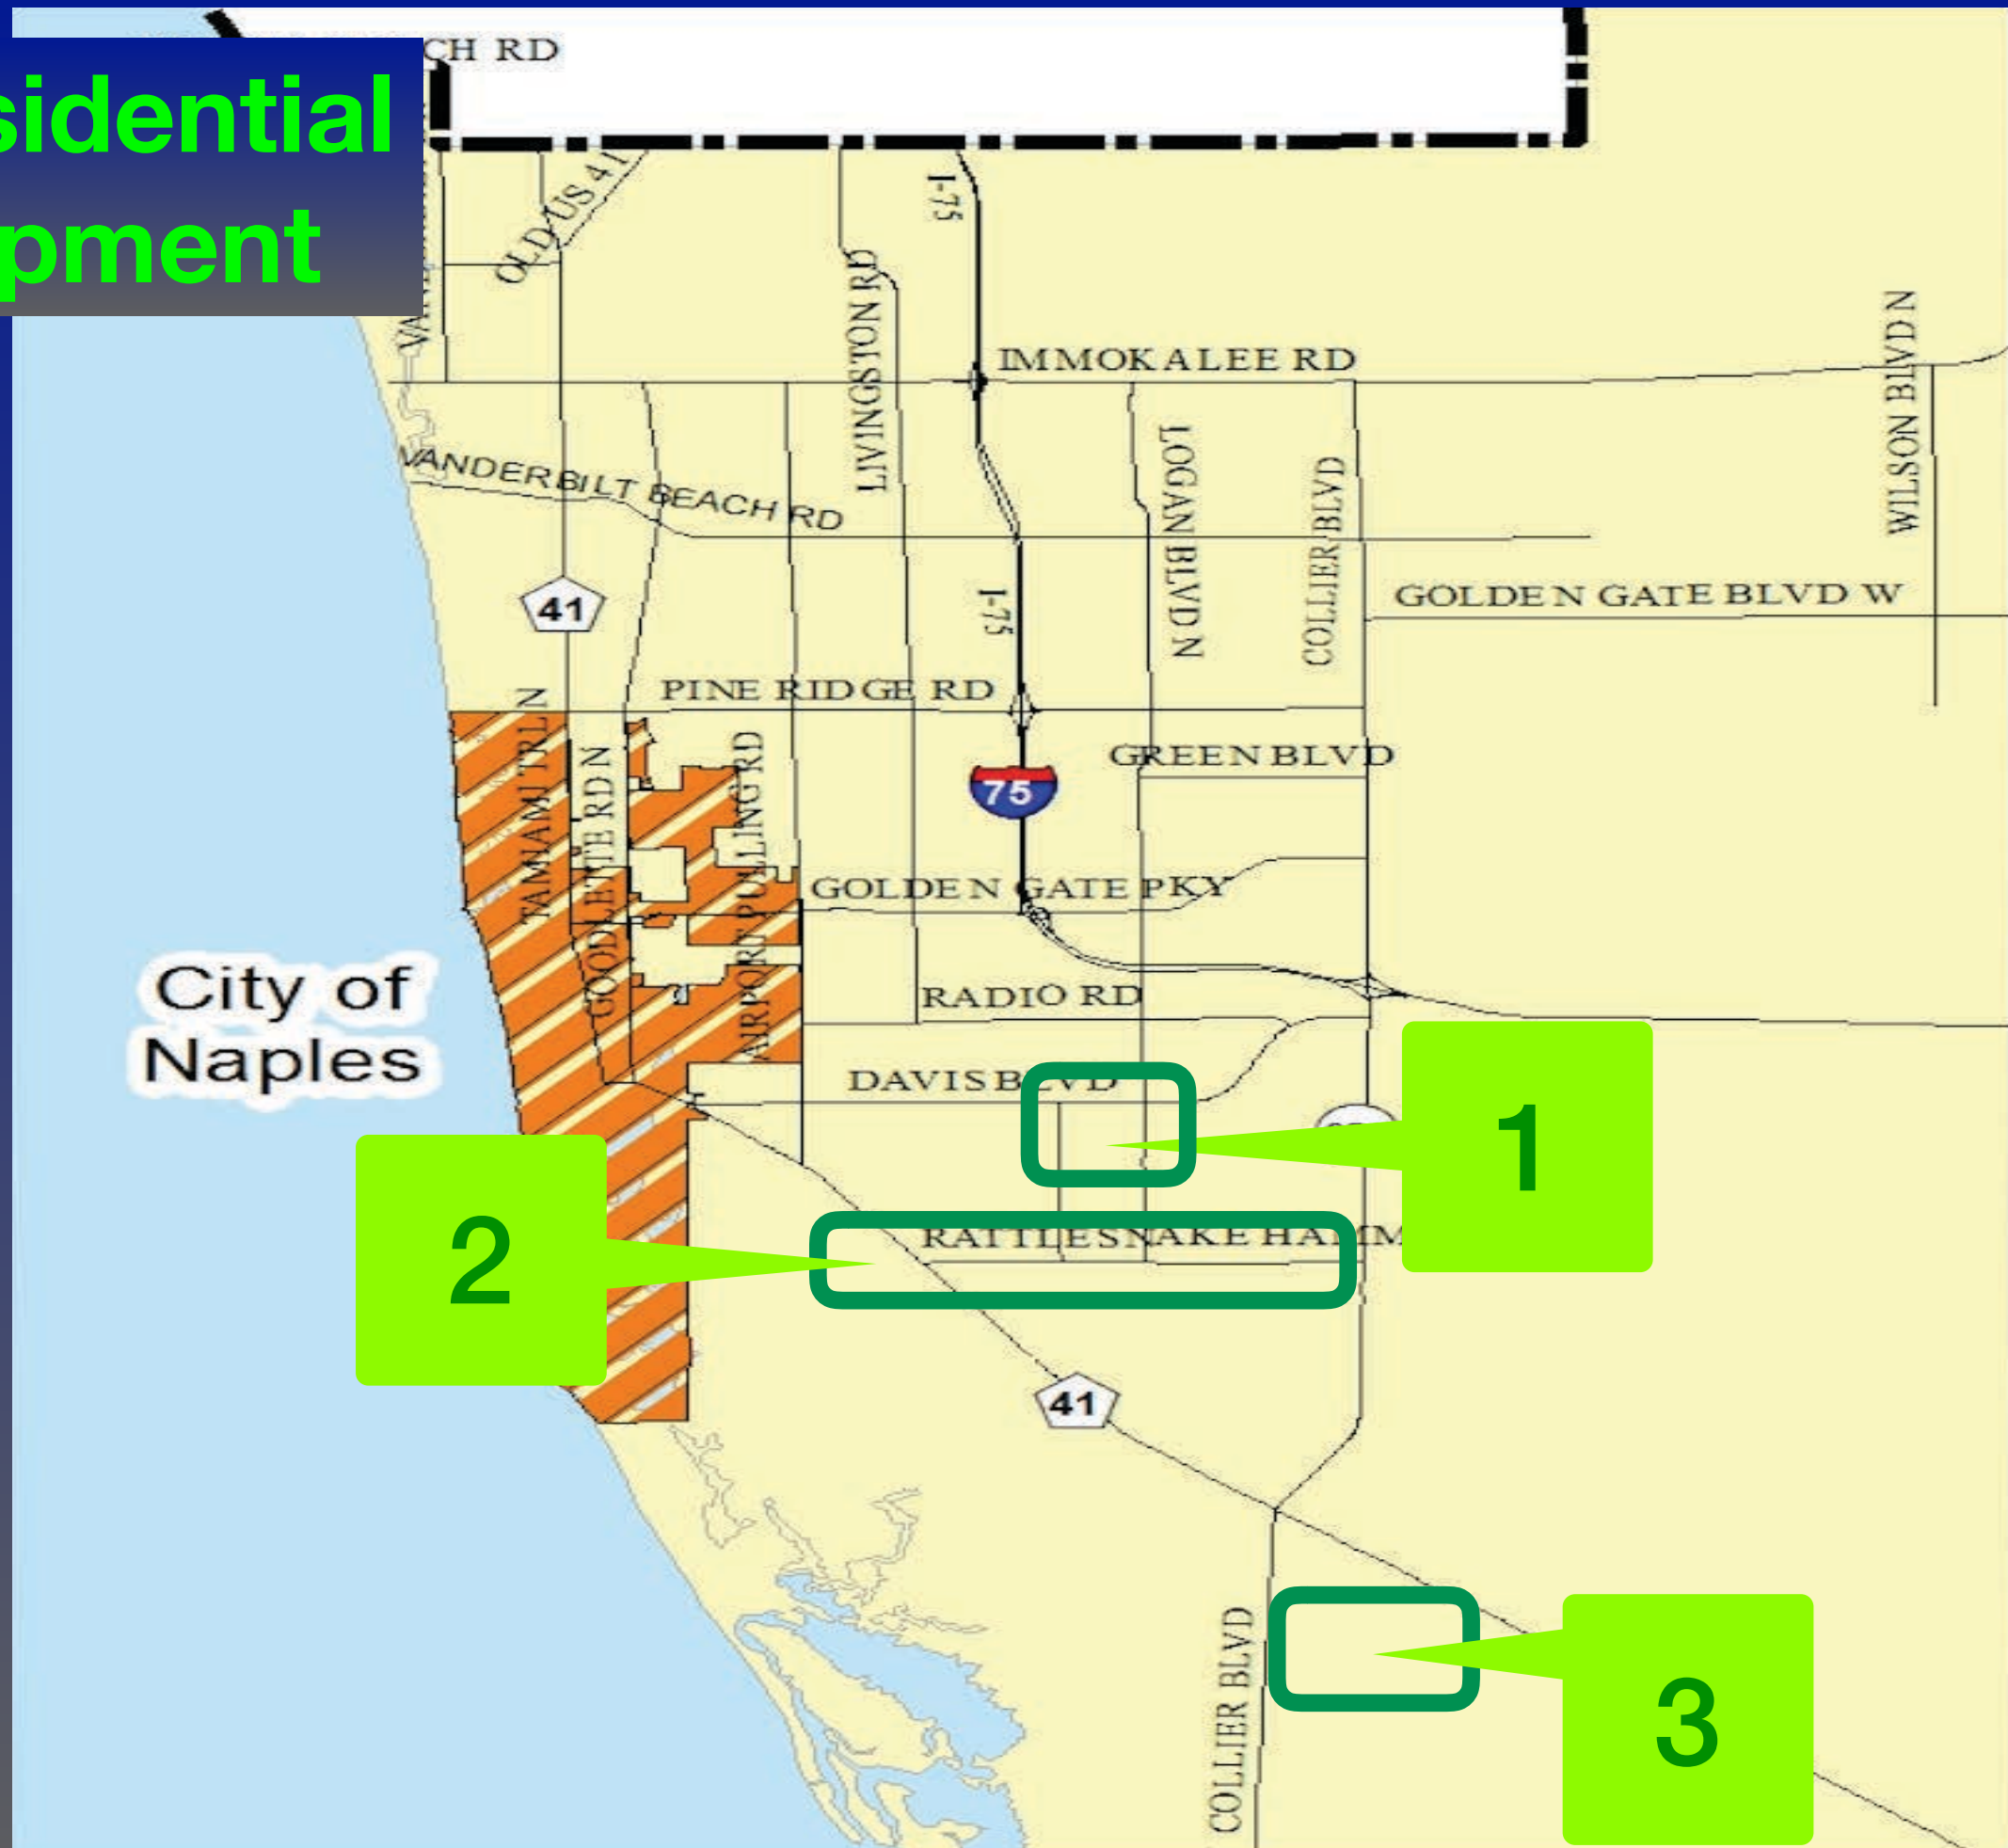 CH RD
sidential
pment
OLD US 41
I-75
LIVINGSTON RD
IMMOKALEE RD
WILSON BLVD N
VANDERBILT BEACH RD
LOGAN BLVD N
COLLIER BLVD
41
I-75
GOLDEN GATE BLVD W
PINE RIDGE RD
TAMIAMI TRL N
GOODLETTE RD N
AIRPORT PULLING RD
GREEN BLVD
75
GOLDEN GATE PKY
City of
Naples
RADIO RD
DAVIS BLVD
1
2
RATTLESNAKE HAMM
41
COLLIER BLVD
3